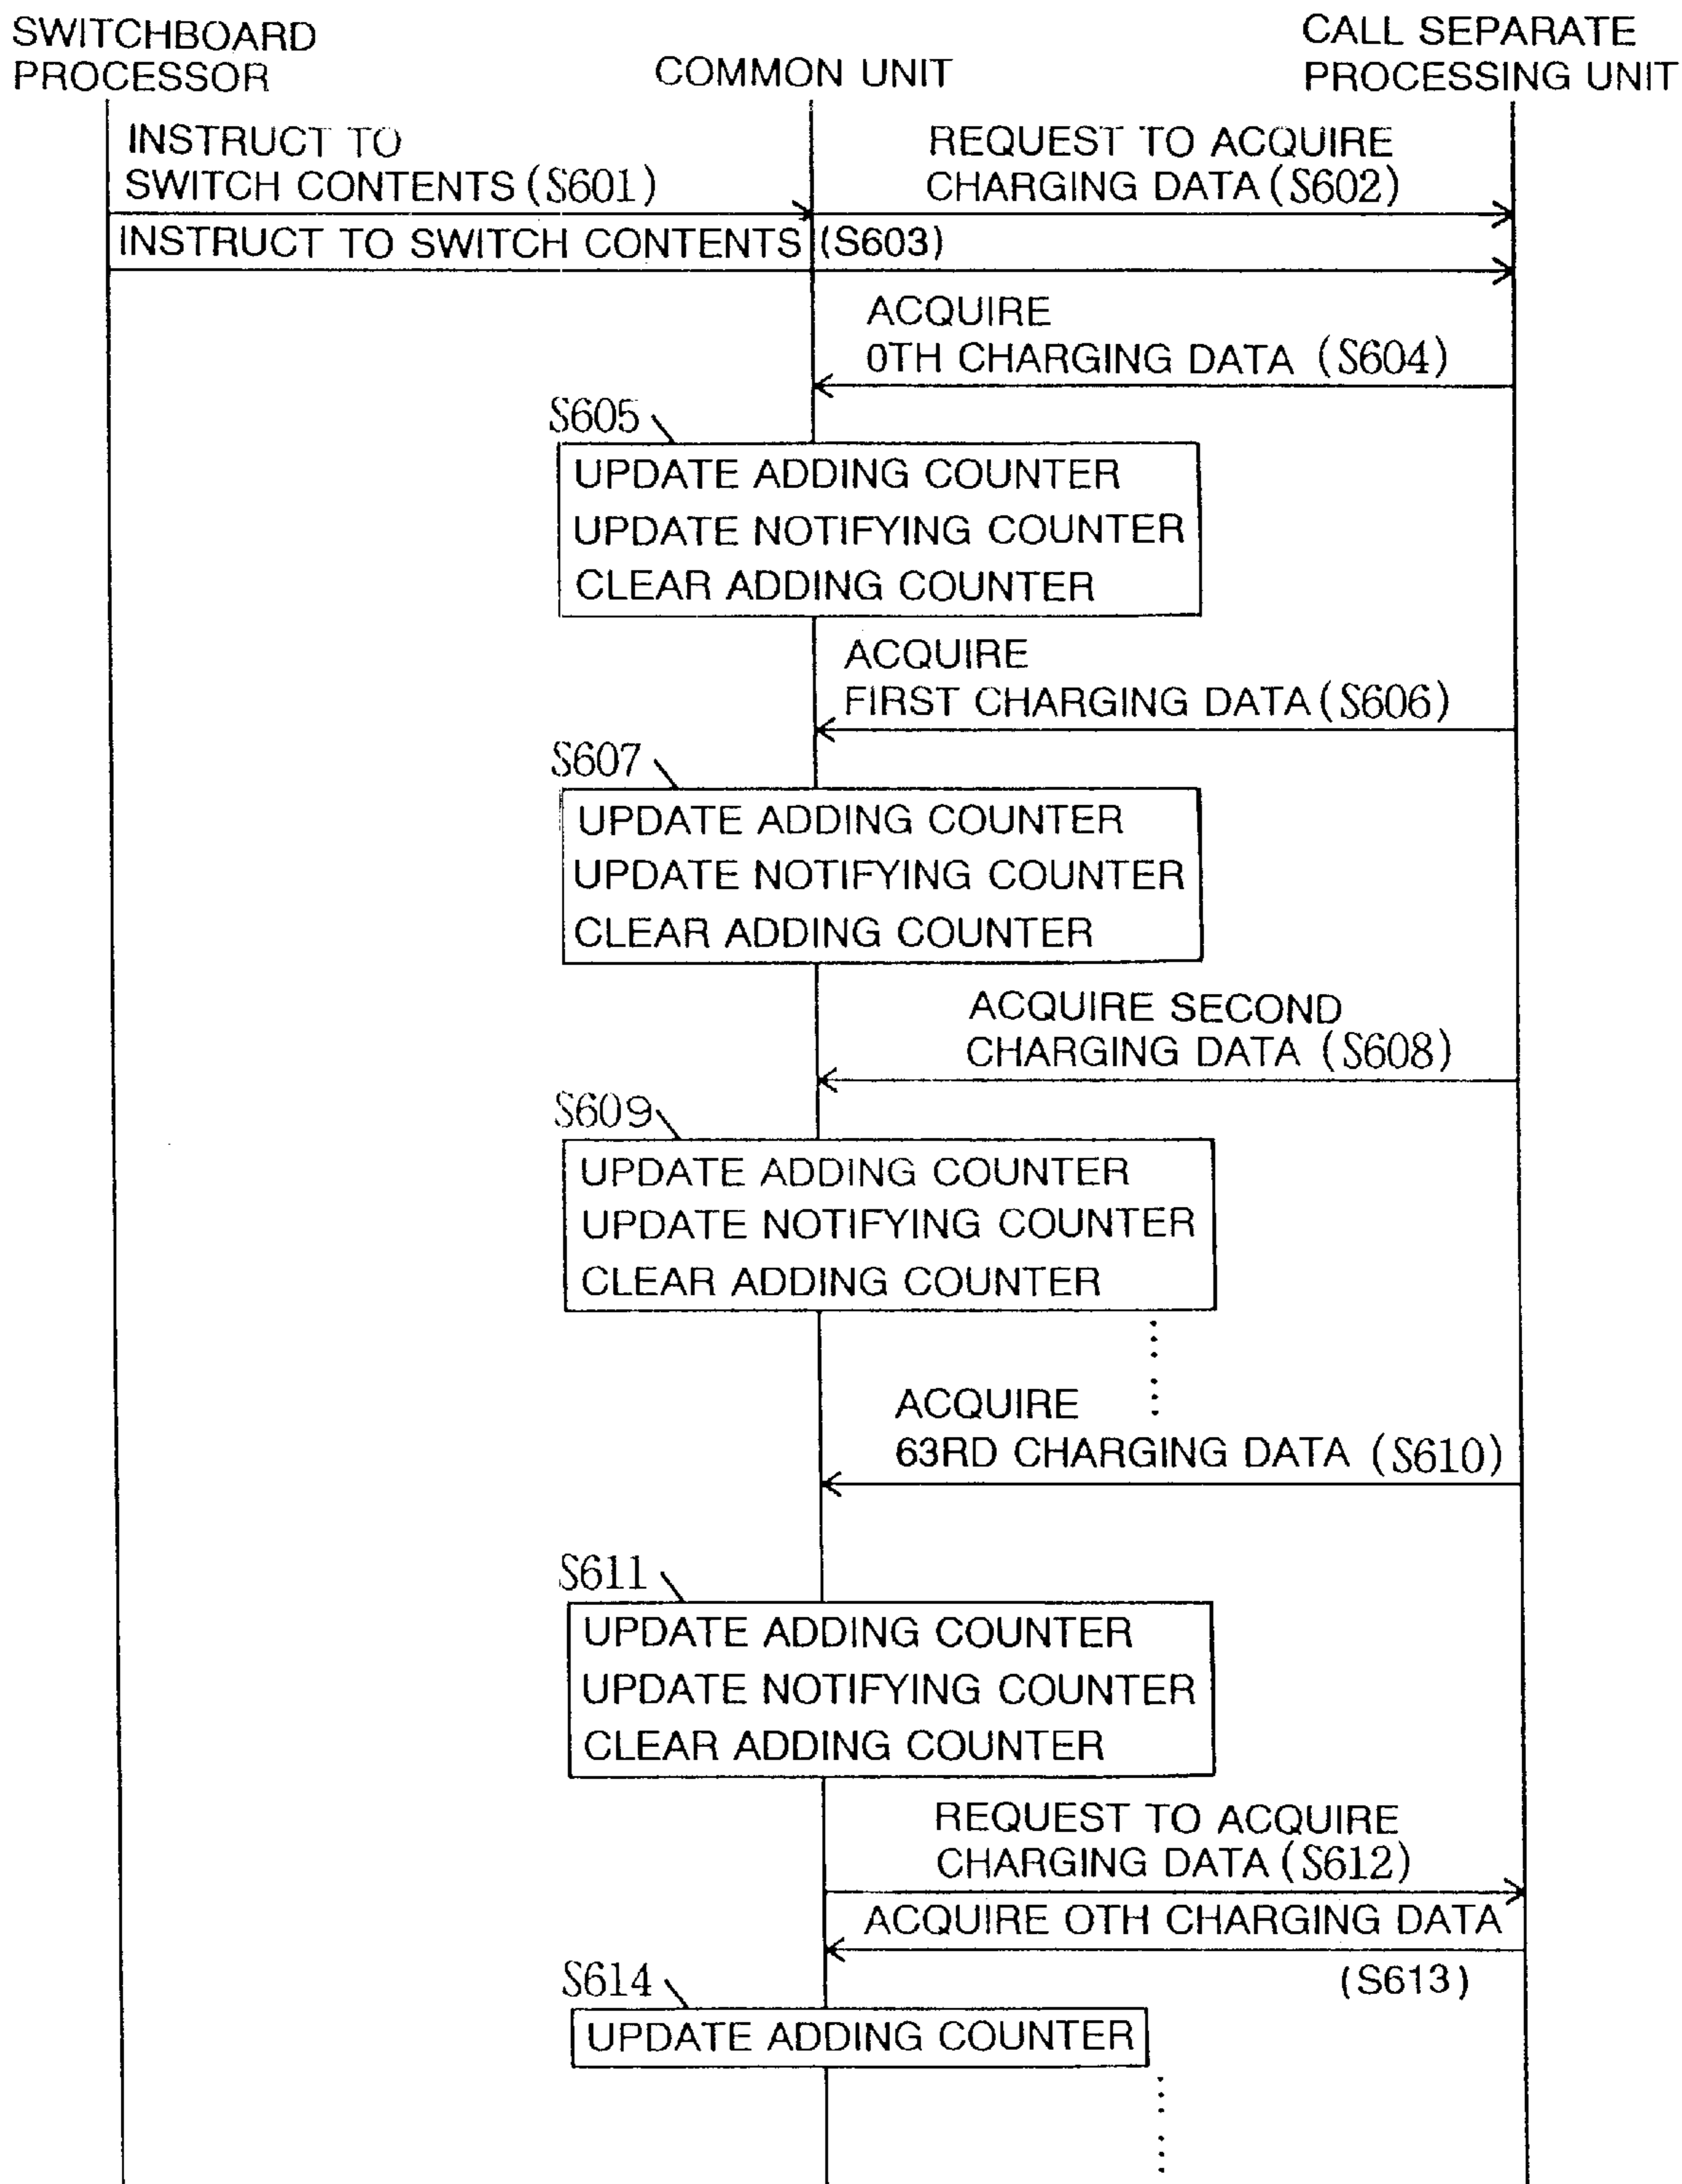 SWITCHBOARD
PROCESSOR
COMMON UNIT
CALL SEPARATE
PROCESSING UNIT
INSTRUCT TO
SWITCH CONTENTS (S601)
REQUEST TO ACQUIRE
CHARGING DATA (S602)
INSTRUCT TO SWITCH CONTENTS (S603)
ACQUIRE
0TH CHARGING DATA (S604)
S605
UPDATE ADDING COUNTER
UPDATE NOTIFYING COUNTER
CLEAR ADDING COUNTER
ACQUIRE
FIRST CHARGING DATA (S606)
S607
UPDATE ADDING COUNTER
UPDATE NOTIFYING COUNTER
CLEAR ADDING COUNTER
ACQUIRE SECOND
CHARGING DATA (S608)
S609
UPDATE ADDING COUNTER
UPDATE NOTIFYING COUNTER
CLEAR ADDING COUNTER
ACQUIRE
63RD CHARGING DATA (S610)
S611
UPDATE ADDING COUNTER
UPDATE NOTIFYING COUNTER
CLEAR ADDING COUNTER
REQUEST TO ACQUIRE
CHARGING DATA (S612)
ACQUIRE 0TH CHARGING DATA
(S613)
S614
UPDATE ADDING COUNTER